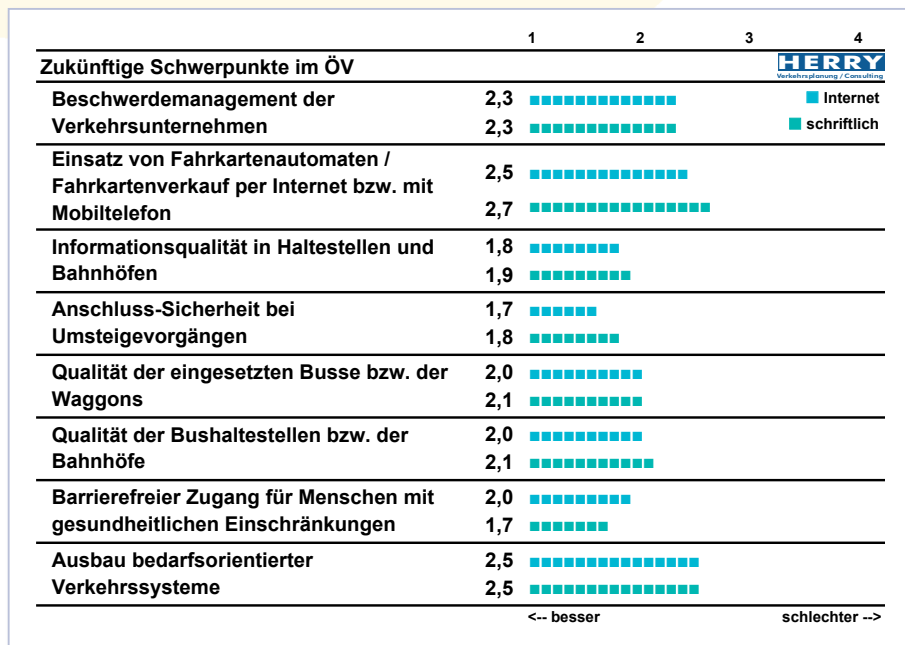 1 2 3 4
Zukünftige Schwerpunkte im ÖV
HERRY
Verkehrsplanung / Consulting
Internet
schriftlich
Beschwerdemanagement der 2,3
Verkehrsunternehmen 2,3
Einsatz von Fahrkartenautomaten /
Fahrkartenverkauf per Internet bzw. mit 2,5
Mobiltelefon 2,7
Informationsqualität in Haltestellen und 1,8
Bahnhöfen 1,9
Anschluss-Sicherheit bei 1,7
Umsteigevorgängen 1,8
Qualität der eingesetzten Busse bzw. der 2,0
Waggons 2,1
Qualität der Bushaltestellen bzw. der 2,0
Bahnhöfe 2,1
Barrierefreier Zugang für Menschen mit 2,0
gesundheitlichen Einschränkungen 1,7
Ausbau bedarfsorientierter 2,5
Verkehrssysteme 2,5
<-- besser schlechter -->